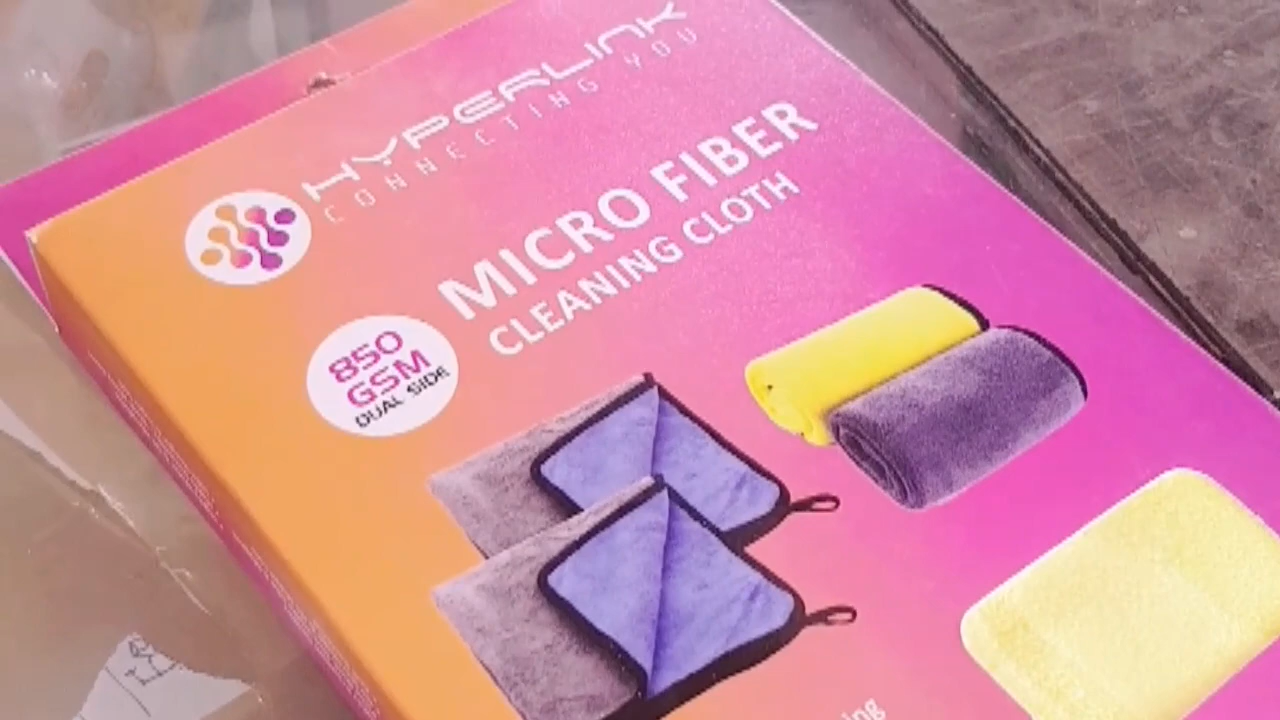 HYPERLINK
CONNECTING YOU
MICRO FIBER
CLEANING CLOTH
850
GSM
DUAL SIDE